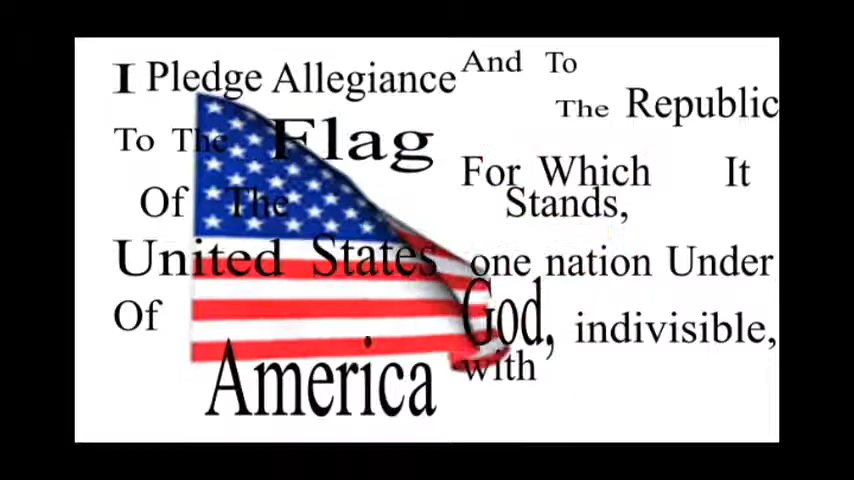 I Pledge Allegiance
To The Flag
Of The
United States
Of
America
And To
The Republic
For Which It
Stands,
one nation Under
God, indivisible,
with